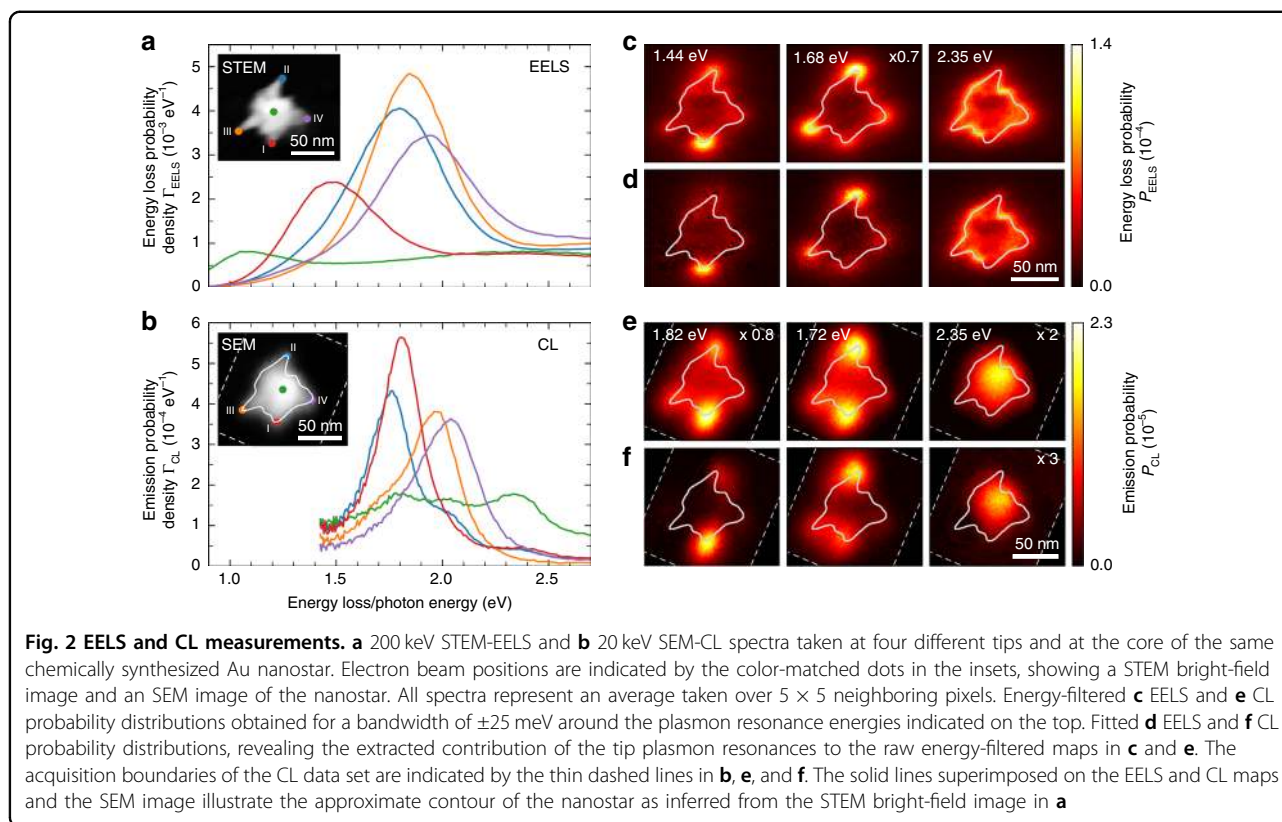 a
STEM
II
III
IV
I
50 nm
EELS
Energy loss probability
density Γ_EELS (10⁻³ eV⁻¹)
5
4
3
2
1
0
b
SEM
II
III
IV
I
50 nm
CL
Emission probability
density Γ_CL (10⁻⁴ eV⁻¹)
6
5
4
3
2
1
0
1.0 1.5 2.0 2.5
Energy loss/photon energy (eV)
c
1.44 eV
1.68 eV
x0.7
2.35 eV
d
50 nm
1.4
Energy loss probability
P_EELS (10⁻⁴)
0.0
e
1.82 eV
x 0.8
1.72 eV
2.35 eV
x 2
f
x 3
50 nm
2.3
Emission probability
P_CL (10⁻⁵)
0.0
Fig. 2 EELS and CL measurements. a 200 keV STEM-EELS and b 20 keV SEM-CL spectra taken at four different tips and at the core of the same
chemically synthesized Au nanostar. Electron beam positions are indicated by the color-matched dots in the insets, showing a STEM bright-field
image and an SEM image of the nanostar. All spectra represent an average taken over 5 × 5 neighboring pixels. Energy-filtered c EELS and e CL
probability distributions obtained for a bandwidth of ±25 meV around the plasmon resonance energies indicated on the top. Fitted d EELS and f CL
probability distributions, revealing the extracted contribution of the tip plasmon resonances to the raw energy-filtered maps in c and e. The
acquisition boundaries of the CL data set are indicated by the thin dashed lines in b, e, and f. The solid lines superimposed on the EELS and CL maps
and the SEM image illustrate the approximate contour of the nanostar as inferred from the STEM bright-field image in a